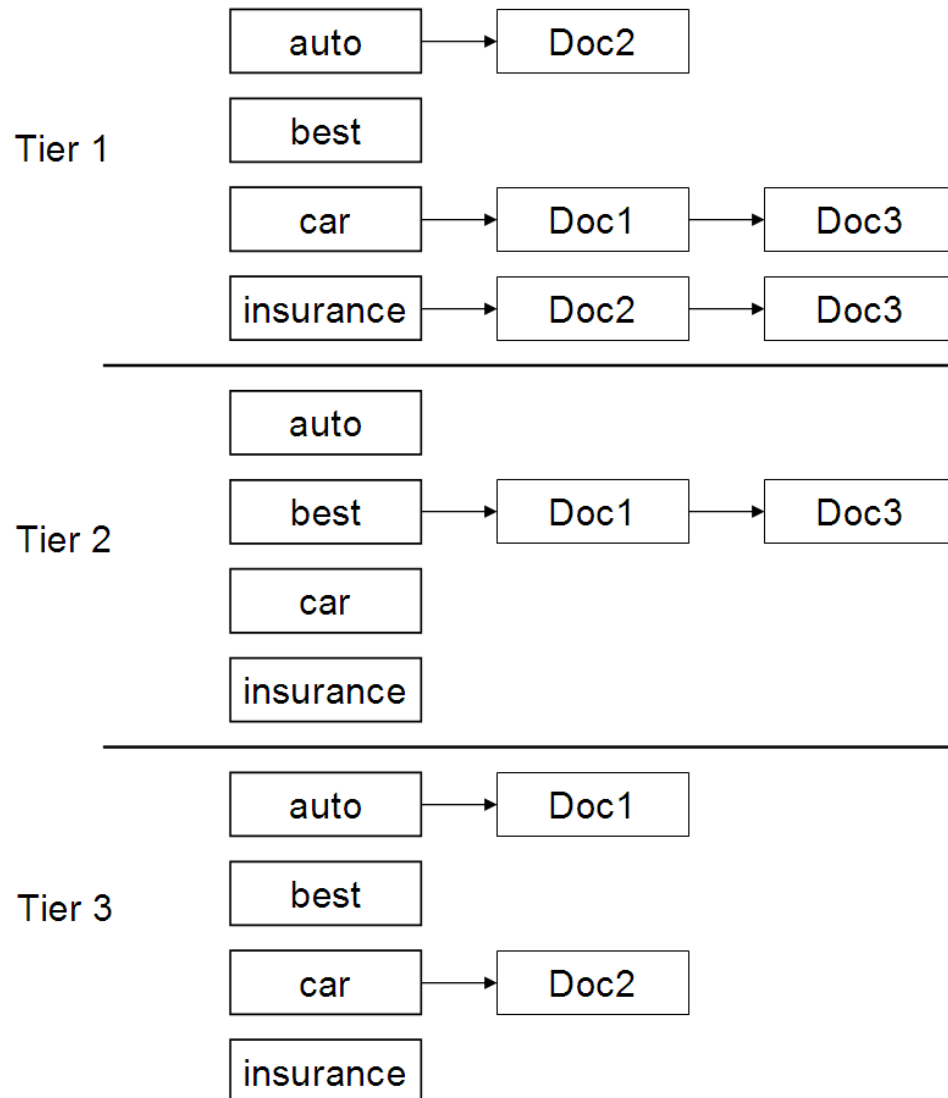 auto Doc2
best
Tier 1
car Doc1 Doc3
insurance Doc2 Doc3
auto
best Doc1 Doc3
Tier 2
car
insurance
auto Doc1
best
Tier 3
car Doc2
insurance